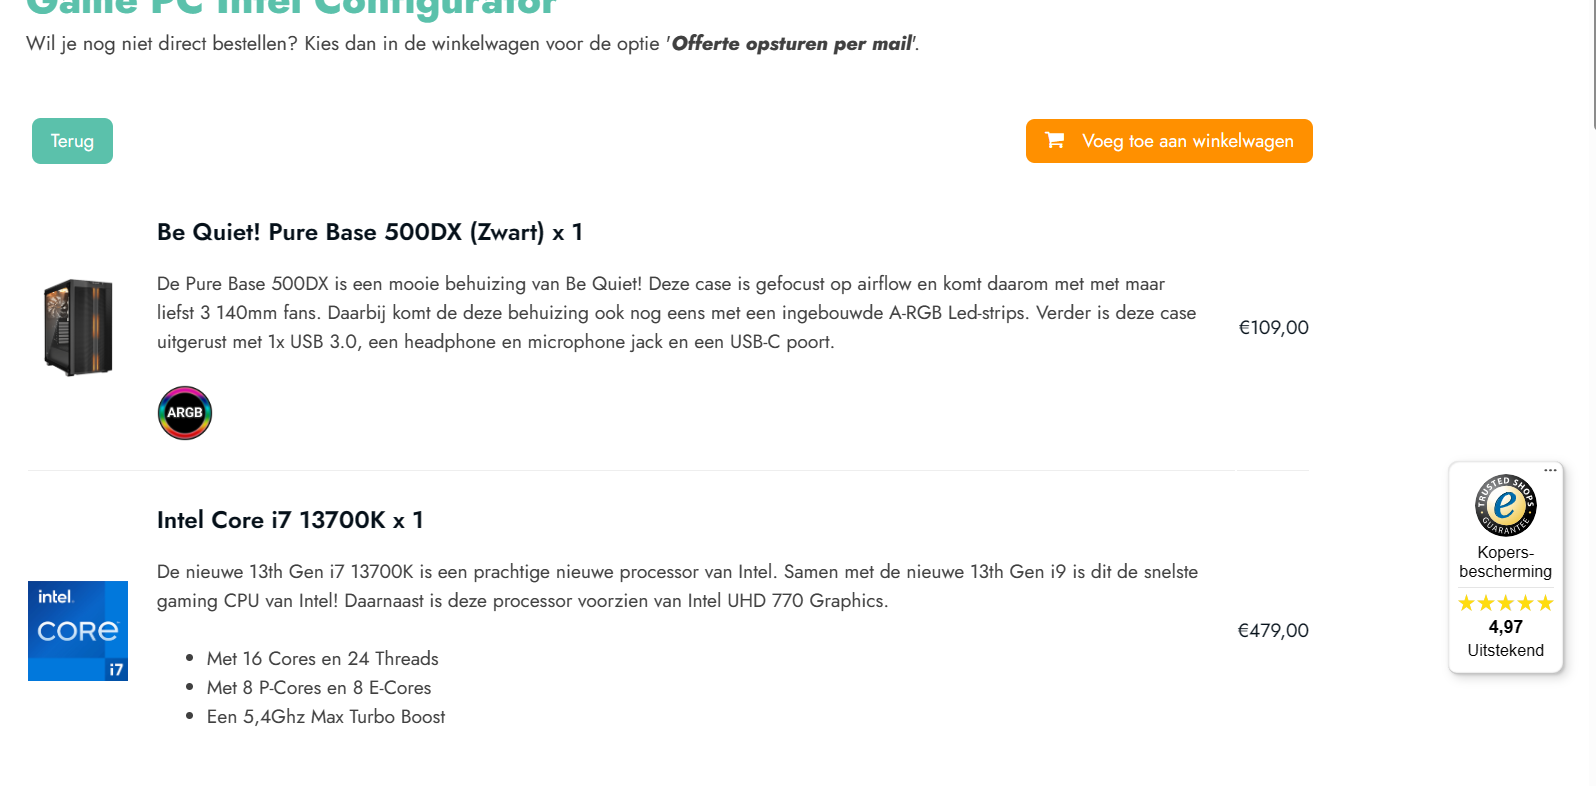 Game PC Intel Configurator
Wil je nog niet direct bestellen? Kies dan in de winkelwagen voor de optie 'Offerte opsturen per mail'.
Terug
Voeg toe aan winkelwagen
Be Quiet! Pure Base 500DX (Zwart) x 1
De Pure Base 500DX is een mooie behuizing van Be Quiet! Deze case is gefocust op airflow en komt daarom met met maar
liefst 3 140mm fans. Daarbij komt de deze behuizing ook nog eens met een ingebouwde A-RGB Led-strips. Verder is deze case
uitgerust met 1x USB 3.0, een headphone en microphone jack en een USB-C poort.
€109,00
ARGB
Intel Core i7 13700K x 1
De nieuwe 13th Gen i7 13700K is een prachtige nieuwe processor van Intel. Samen met de nieuwe 13th Gen i9 is dit de snelste
gaming CPU van Intel! Daarnaast is deze processor voorzien van Intel UHD 770 Graphics.
intel.
CORE
i7
€479,00
• Met 16 Cores en 24 Threads
• Met 8 P-Cores en 8 E-Cores
• Een 5,4Ghz Max Turbo Boost
TRUSTED SHOPS
e
GUARANTEE
Kopers-
bescherming
4,97
Uitstekend